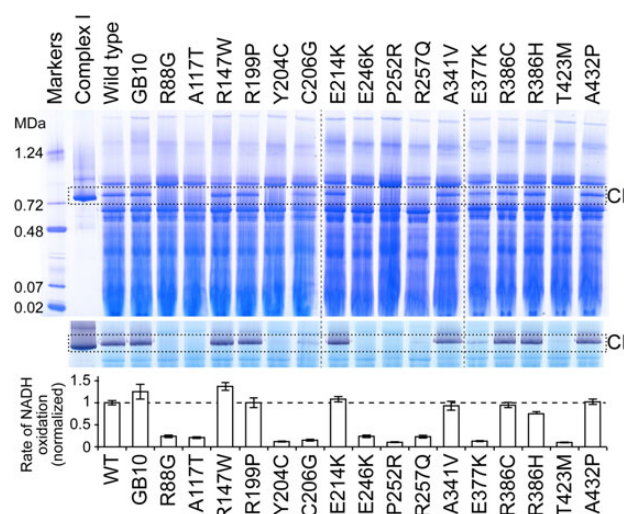 Markers
Complex I
Wild type
GB10
R88G
A117T
R147W
R199P
Y204C
C206G
E214K
E246K
P252R
R257Q
A341V
E377K
R386C
R386H
T423M
A432P
MDa
1.24
0.72
0.48
0.07
0.02
CI
CI
Rate of NADH
oxidation
(normalized)
1.5
1
0.5
0
WT
GB10
R88G
A117T
R147W
R199P
Y204C
C206G
E214K
E246K
P252R
R257Q
A341V
E377K
R386C
R386H
T423M
A432P